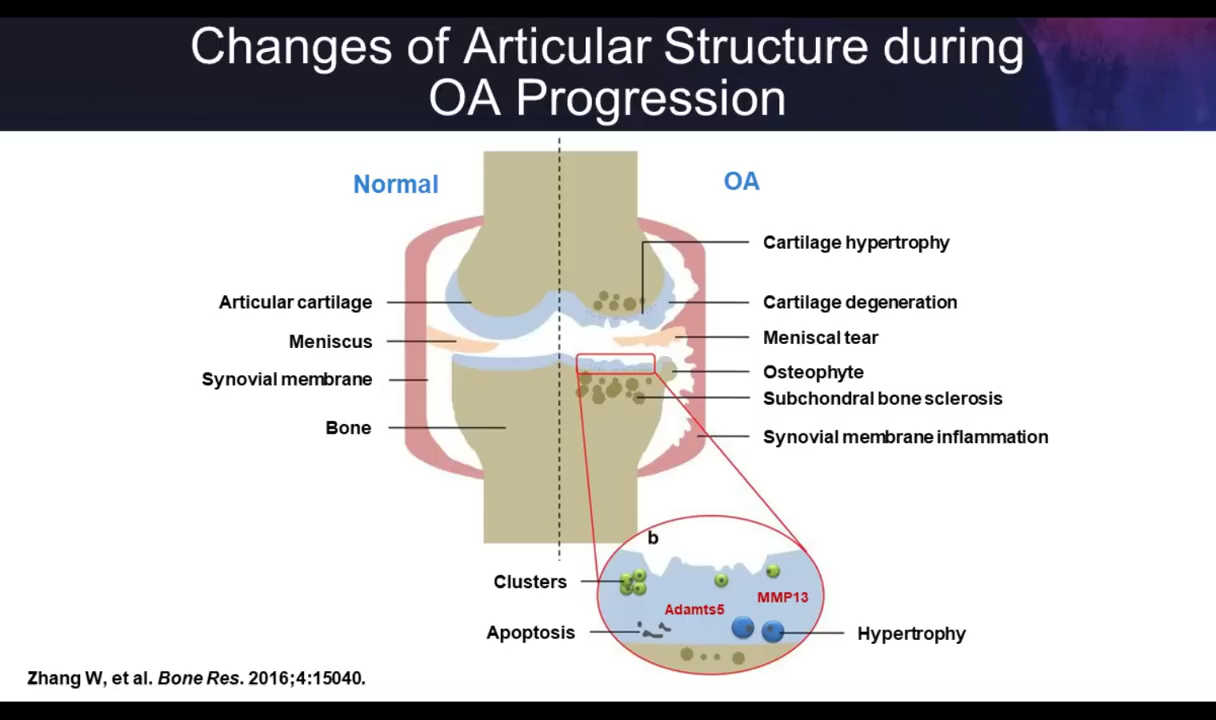 Changes of Articular Structure during
OA Progression
Normal
OA
Articular cartilage
Meniscus
Synovial membrane
Bone
Cartilage hypertrophy
Cartilage degeneration
Meniscal tear
Osteophyte
Subchondral bone sclerosis
Synovial membrane inflammation
b
Clusters
Adamts5
MMP13
Apoptosis
Hypertrophy
Zhang W, et al. Bone Res. 2016;4:15040.